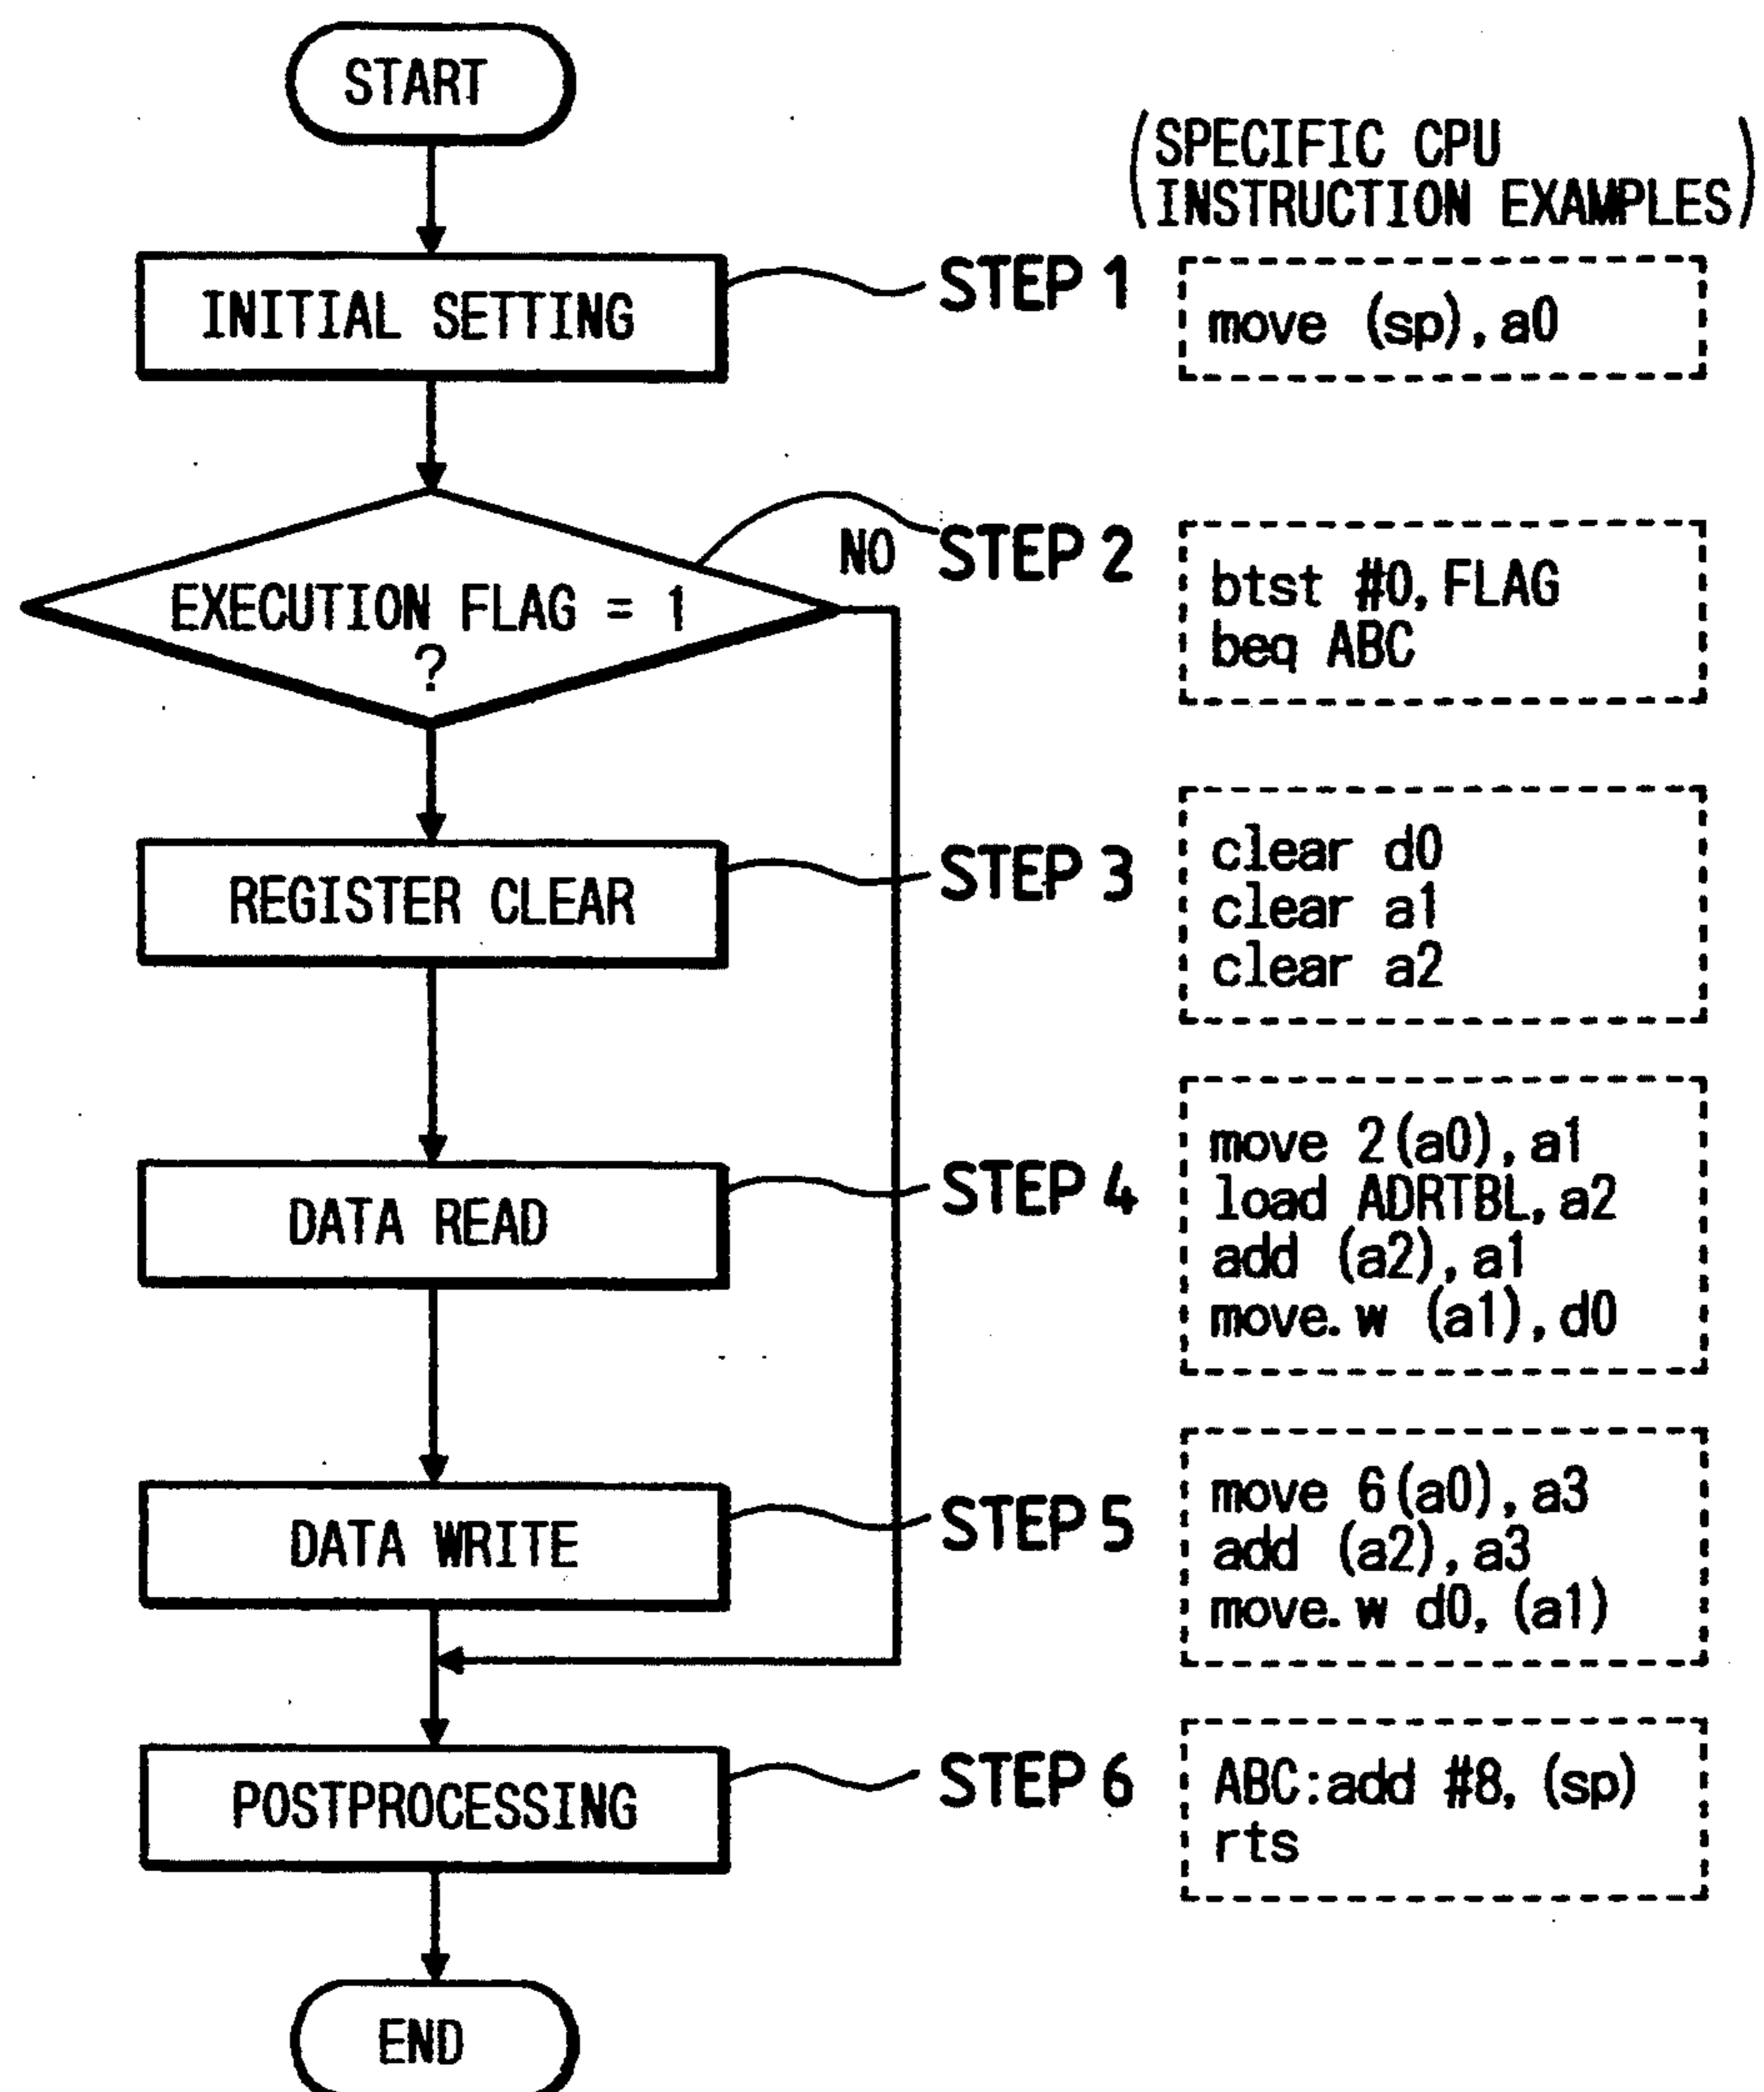 START
(SPECIFIC CPU
INSTRUCTION EXAMPLES)
INITIAL SETTING
STEP 1
move (sp), a0
EXECUTION FLAG = 1
?
NO
STEP 2
btst #0, FLAG
beq ABC
REGISTER CLEAR
STEP 3
clear d0
clear a1
clear a2
DATA READ
STEP 4
move 2(a0), a1
load ADRTBL, a2
add (a2), a1
move.w (a1), d0
DATA WRITE
STEP 5
move 6(a0), a3
add (a2), a3
move.w d0, (a1)
POSTPROCESSING
STEP 6
ABC:add #8, (sp)
rts
END